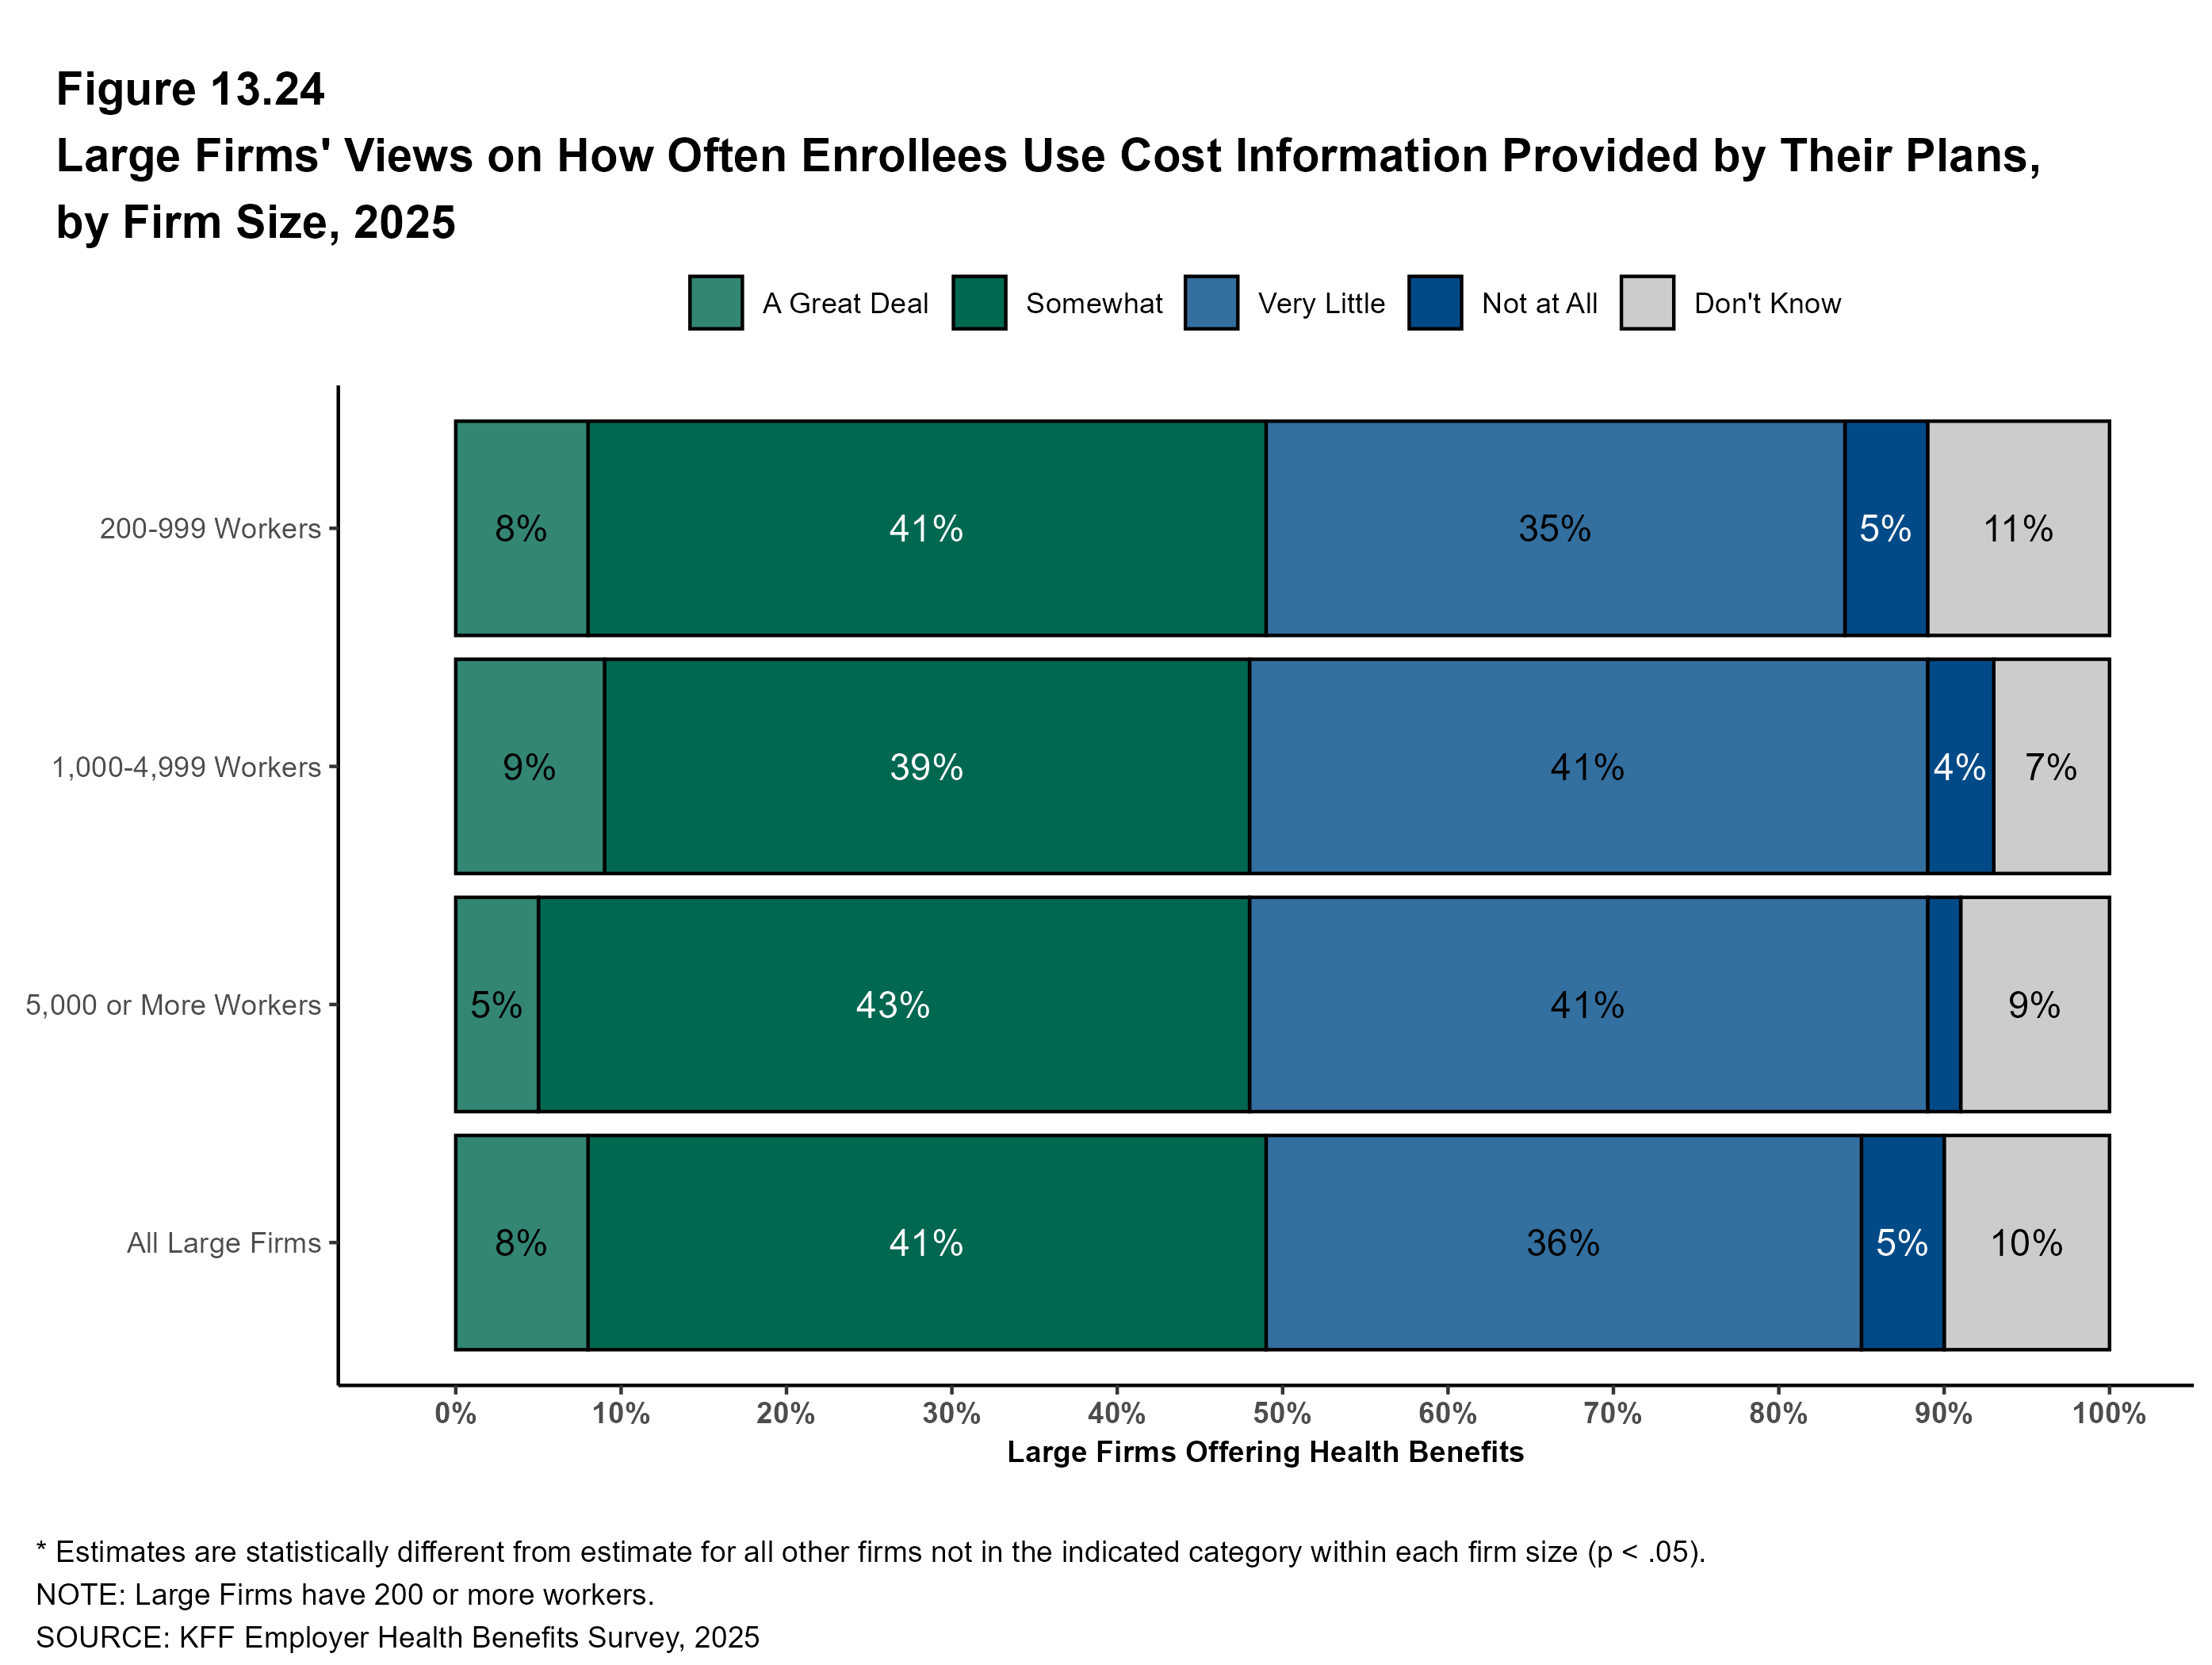 Figure 13.24
Large Firms' Views on How Often Enrollees Use Cost Information Provided by Their Plans,
by Firm Size, 2025
A Great Deal Somewhat Very Little Not at All Don't Know
200-999 Workers 8% 41% 35% 5% 11%
1,000-4,999 Workers 9% 39% 41% 4% 7%
5,000 or More Workers 5% 43% 41% 9%
All Large Firms 8% 41% 36% 5% 10%
0% 10% 20% 30% 40% 50% 60% 70% 80% 90% 100%
Large Firms Offering Health Benefits
* Estimates are statistically different from estimate for all other firms not in the indicated category within each firm size (p < .05).
NOTE: Large Firms have 200 or more workers.
SOURCE: KFF Employer Health Benefits Survey, 2025